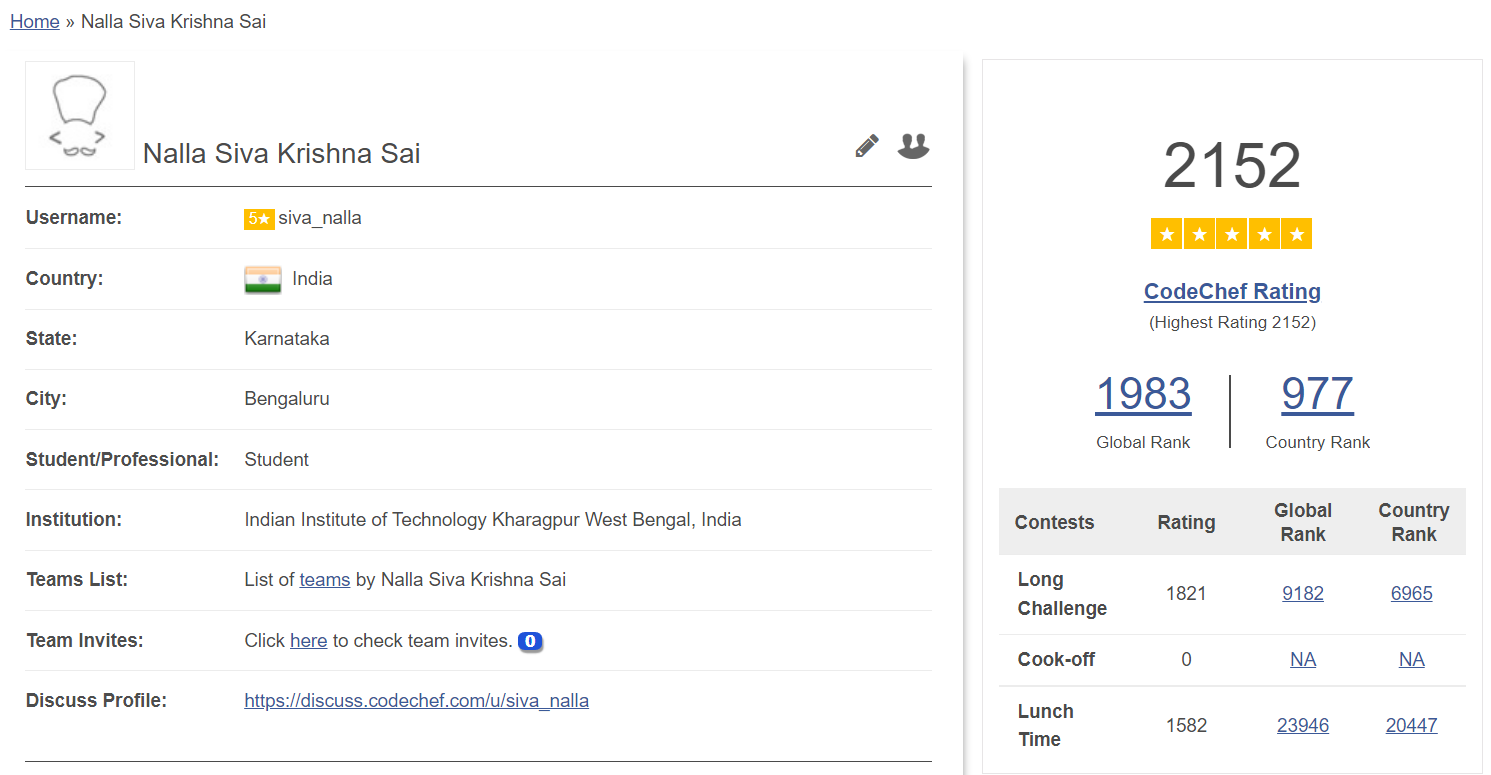 Home » Nalla Siva Krishna Sai
Nalla Siva Krishna Sai
Username: 5★ siva_nalla
Country: India
State: Karnataka
City: Bengaluru
Student/Professional: Student
Institution: Indian Institute of Technology Kharagpur West Bengal, India
Teams List: List of teams by Nalla Siva Krishna Sai
Team Invites: Click here to check team invites. 0
Discuss Profile: https://discuss.codechef.com/u/siva_nalla
2152
★★★★★
CodeChef Rating
(Highest Rating 2152)
1983 977
Global Rank Country Rank
Contests Rating Global Rank Country Rank
Long Challenge 1821 9182 6965
Cook-off 0 NA NA
Lunch Time 1582 23946 20447